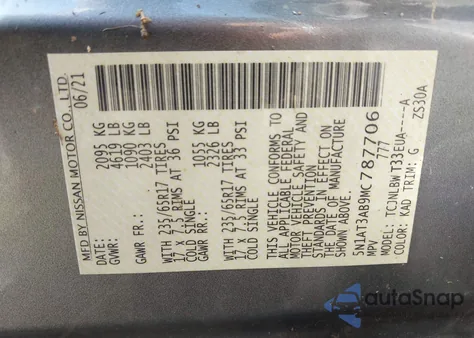 MFD BY NISSAN MOTOR CO., LTD.
DATE: 06/21
GVWR: 2095 KG
4619 LB
GAWR FR.: 1090 KG
2403 LB
WITH 235/65R17 TIRES
17 X 7.5 RIMS AT 36 PSI
COLD SINGLE
GAWR RR.: 1055 KG
2326 LB
WITH 235/65R17 TIRES
17 X 7.5 RIMS AT 33 PSI
COLD SINGLE
THIS VEHICLE CONFORMS TO
ALL APPLICABLE FEDERAL
MOTOR VEHICLE SAFETY AND
THEFT PREVENTION
STANDARDS IN EFFECT ON
THE DATE OF MANUFACTURE
SHOWN ABOVE.
5N1AT3AB9MC787706
MPV 777
MODEL: TCJNLBW T33EUA----A
COLOR: KAD TRIM: G ZS30A
autoSnap